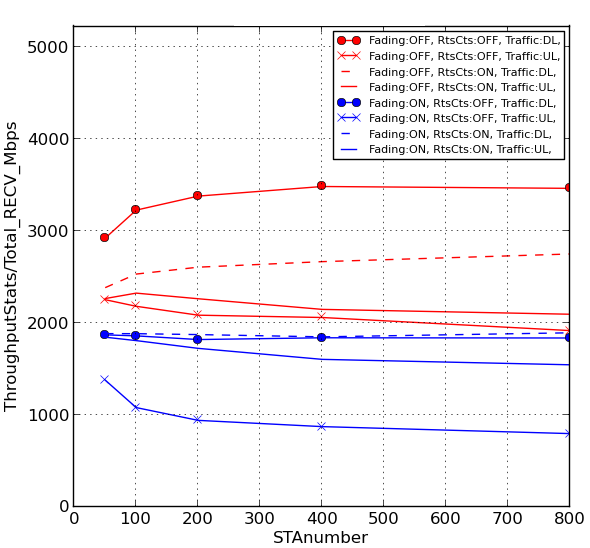 5000
4000
3000
2000
1000
0
ThroughputStats/Total_RECV_Mbps
Fading:OFF, RtsCts:OFF, Traffic:DL,
Fading:OFF, RtsCts:OFF, Traffic:UL,
Fading:OFF, RtsCts:ON, Traffic:DL,
Fading:OFF, RtsCts:ON, Traffic:UL,
Fading:ON, RtsCts:OFF, Traffic:DL,
Fading:ON, RtsCts:OFF, Traffic:UL,
Fading:ON, RtsCts:ON, Traffic:DL,
Fading:ON, RtsCts:ON, Traffic:UL,
0 100 200 300 400 500 600 700 800
STAnumber